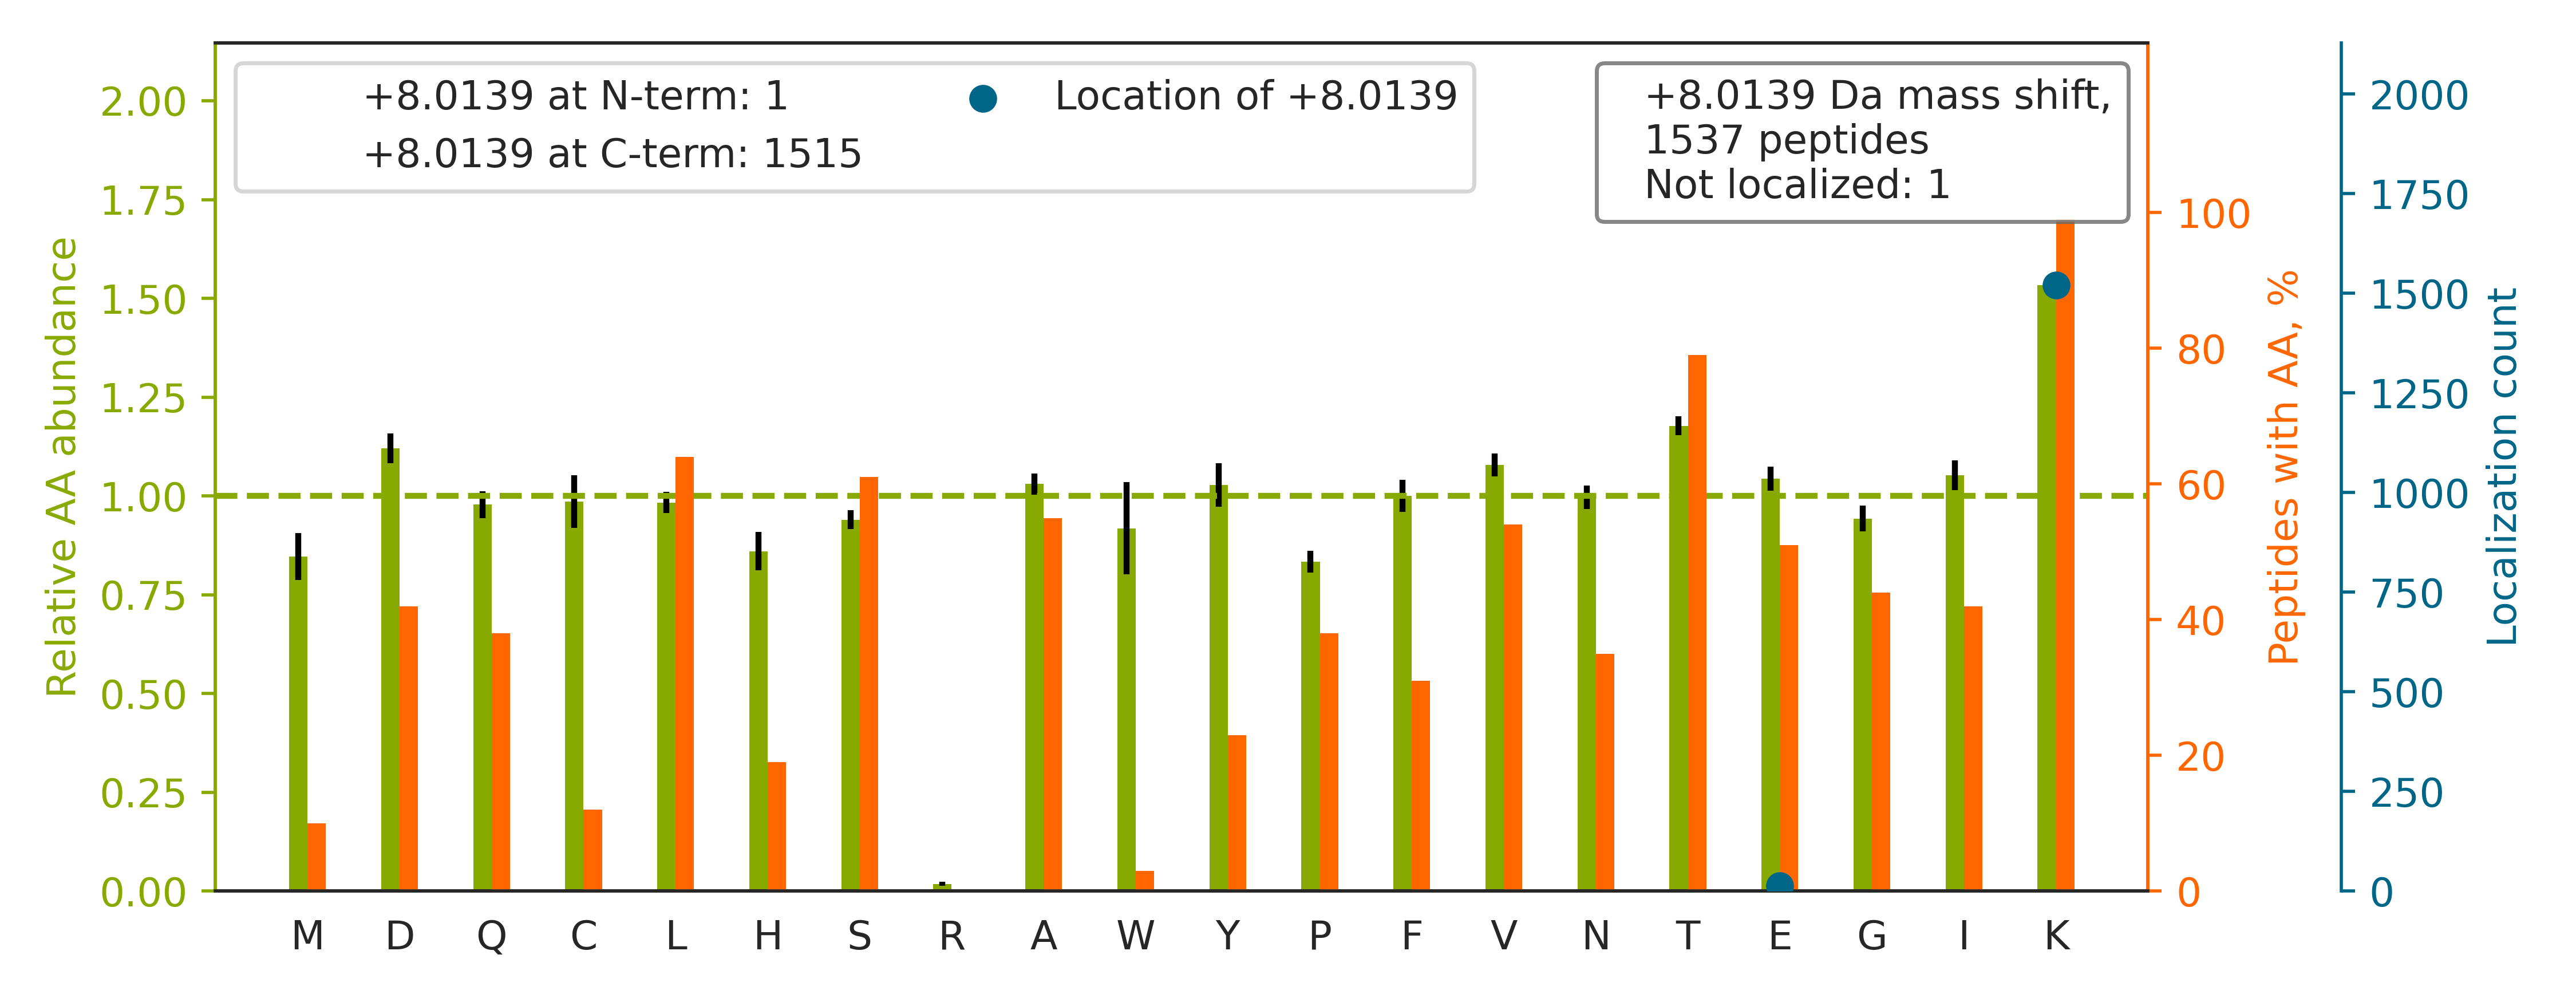 +8.0139 at N-term: 1
+8.0139 at C-term: 1515
Location of +8.0139
+8.0139 Da mass shift,
1537 peptides
Not localized: 1
Relative AA abundance
2.00
1.75
1.50
1.25
1.00
0.75
0.50
0.25
0.00
M D Q C L H S R A W Y P F V N T E G I K
100
80
60
40
20
0
Peptides with AA, %
2000
1750
1500
1250
1000
750
500
250
0
Localization count